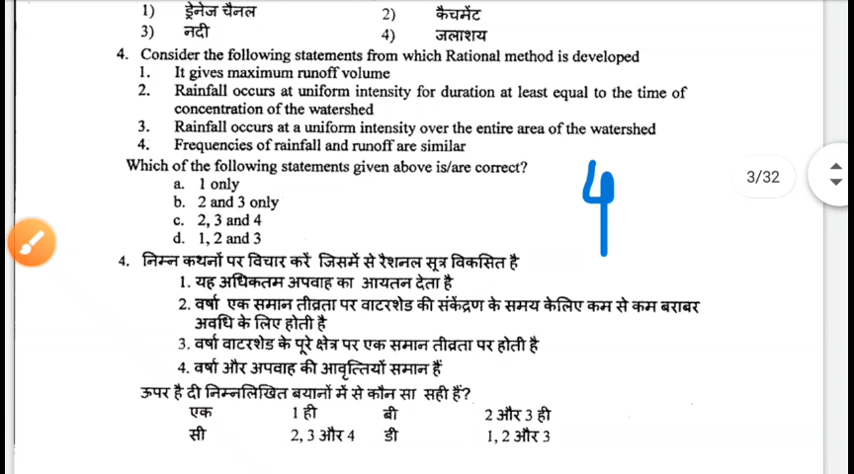 1) ड्रेनेज चैनल 2) कैचमेंट
3) नदी 4) जलाशय
4. Consider the following statements from which Rational method is developed
1. It gives maximum runoff volume
2. Rainfall occurs at uniform intensity for duration at least equal to the time of
concentration of the watershed
3. Rainfall occurs at a uniform intensity over the entire area of the watershed
4. Frequencies of rainfall and runoff are similar
Which of the following statements given above is/are correct?
a. 1 only
b. 2 and 3 only
c. 2, 3 and 4
d. 1, 2 and 3
4
3/32
4. निम्न कथनों पर विचार करें जिसमें से रैशनल सूत्र विकसित है
1. यह अधिकतम अपवाह का आयतन देता है
2. वर्षा एक समान तीव्रता पर वाटरशेड की संकेंद्रण के समय केलिए कम से कम बराबर
अवधि के लिए होती है
3. वर्षा वाटरशेड के पूरे क्षेत्र पर एक समान तीव्रता पर होती है
4. वर्षा और अपवाह की आवृत्तियों समान हैं
ऊपर है दी निम्नलिखित बयानों में से कौन सा सही हैं?
एक 1 ही बी 2 और 3 ही
सी 2, 3 और 4 डी 1, 2 और 3